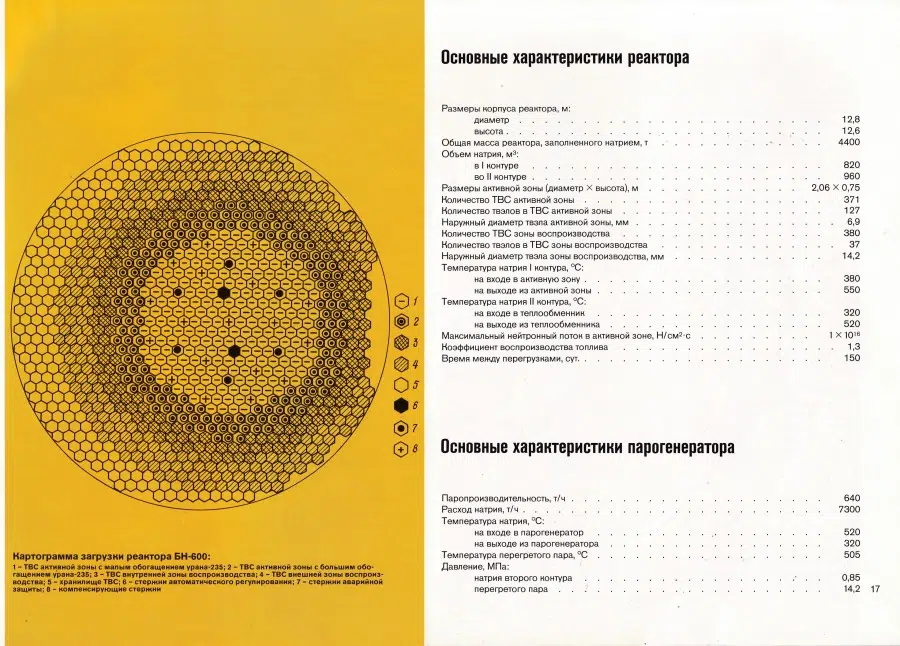 1
2
3
4
5
6
7
8
Картограмма загрузки реактора БН-600:
1 – ТВС активной зоны с малым обогащением урана-235; 2 – ТВС активной зоны с большим обо-
гащением урана-235; 3 – ТВС внутренней зоны воспроизводства; 4 – ТВС внешней зоны воспроиз-
водства; 5 – хранилище ТВС; 6 – стержни автоматического регулирования; 7 – стержни аварийной
защиты; 8 – компенсирующие стержни
Основные характеристики реактора
Размеры корпуса реактора, м:
диаметр . . . 12,8
высота . . . 12,6
Общая масса реактора, заполненного натрием, т . . . 4400
Объем натрия, м³:
в I контуре . . . 820
во II контуре . . . 960
Размеры активной зоны (диаметр × высота), м . . . 2,06 × 0,75
Количество ТВС активной зоны . . . 371
Количество твэлов в ТВС активной зоны . . . 127
Наружный диаметр твэла активной зоны, мм . . . 6,9
Количество ТВС зоны воспроизводства . . . 380
Количество твэлов в ТВС зоны воспроизводства . . . 37
Наружный диаметр твэла зоны воспроизводства, мм . . . 14,2
Температура натрия I контура, °С:
на входе в активную зону . . . 380
на выходе из активной зоны . . . 550
Температура натрия II контура, °С:
на входе в теплообменник . . . 320
на выходе из теплообменника . . . 520
Максимальный нейтронный поток в активной зоне, Н/см²·с . . . 1 × 10¹⁶
Коэффициент воспроизводства топлива . . . 1,3
Время между перегрузками, сут. . . . 150
Основные характеристики парогенератора
Паропроизводительность, т/ч . . . 640
Расход натрия, т/ч . . . 7300
Температура натрия, °С:
на входе в парогенератор . . . 520
на выходе из парогенератора . . . 320
Температура перегретого пара, °С . . . 505
Давление, МПа:
натрия второго контура . . . 0,85
перегретого пара . . . 14,2
17